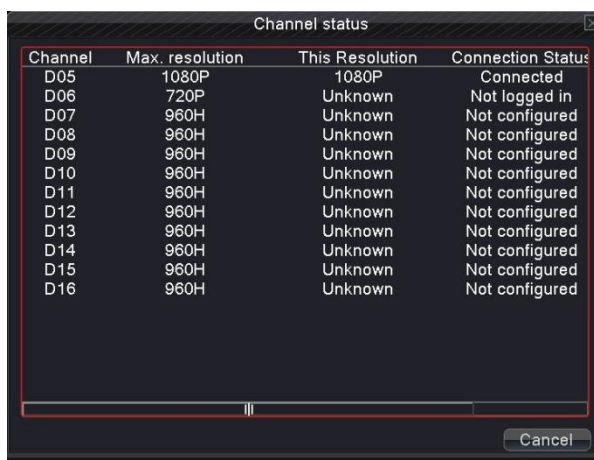 Channel status
Channel Max. resolution This Resolution Connection Status
D05 1080P 1080P Connected
D06 720P Unknown Not logged in
D07 960H Unknown Not configured
D08 960H Unknown Not configured
D09 960H Unknown Not configured
D10 960H Unknown Not configured
D11 960H Unknown Not configured
D12 960H Unknown Not configured
D13 960H Unknown Not configured
D14 960H Unknown Not configured
D15 960H Unknown Not configured
D16 960H Unknown Not configured
Cancel